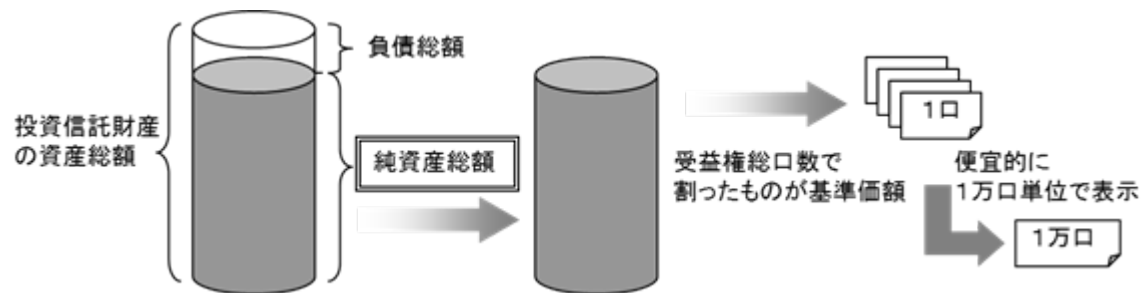 負債総額
投資信託財産
の資産総額
純資産総額
1口
受益権総口数で
割ったものが基準価額
便宜的に
1万口単位で表示
1万口